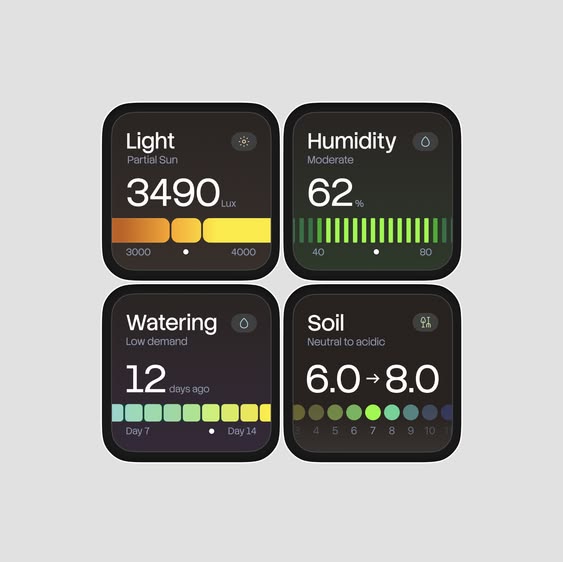 Light
Partial Sun
3490 Lux
3000 4000
Humidity
Moderate
62 %
40 80
Watering
Low demand
12 days ago
Day 7 Day 14
Soil
Neutral to acidic
6.0→8.0
3 4 5 6 7 8 9 10